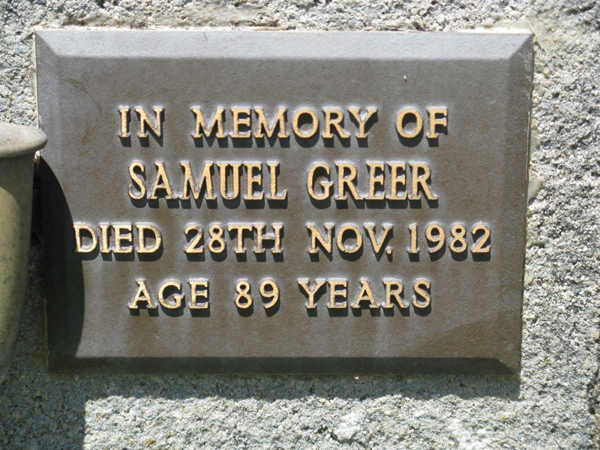 IN MEMORY OF
SAMUEL GREER
DIED 28TH NOV. 1982
AGE 89 YEARS